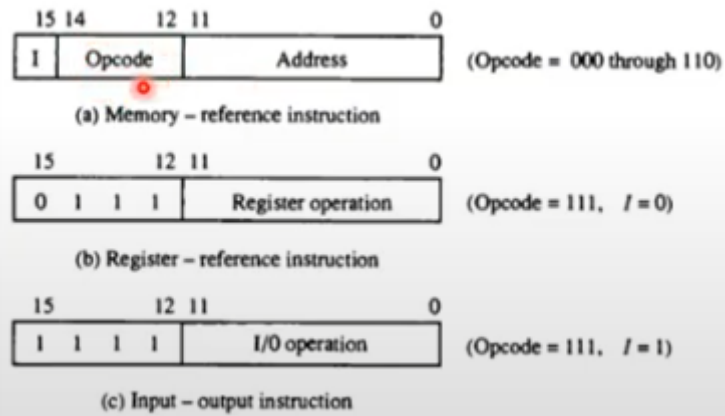 15 14 12 11 0
I Opcode Address (Opcode = 000 through 110)
(a) Memory – reference instruction
15 12 11 0
0 1 1 1 Register operation (Opcode = 111, I = 0)
(b) Register – reference instruction
15 12 11 0
1 1 1 1 I/0 operation (Opcode = 111, I = 1)
(c) Input – output instruction